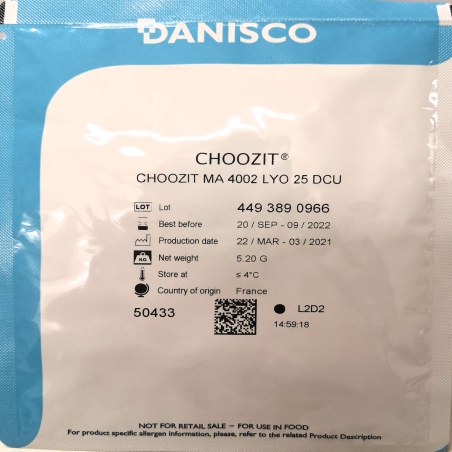 DANISCO
CHOOZIT®
CHOOZIT MA 4002 LYO 25 DCU
LOT Lot 449 389 0966
Best before 20 / SEP - 09 / 2022
Production date 22 / MAR - 03 / 2021
KG Net weight 5.20 G
Store at ≤ 4°C
Country of origin France
50433 L2D2
14:59:18
NOT FOR RETAIL SALE – FOR USE IN FOOD
For product specific allergen information, please, refer to the related Product Description